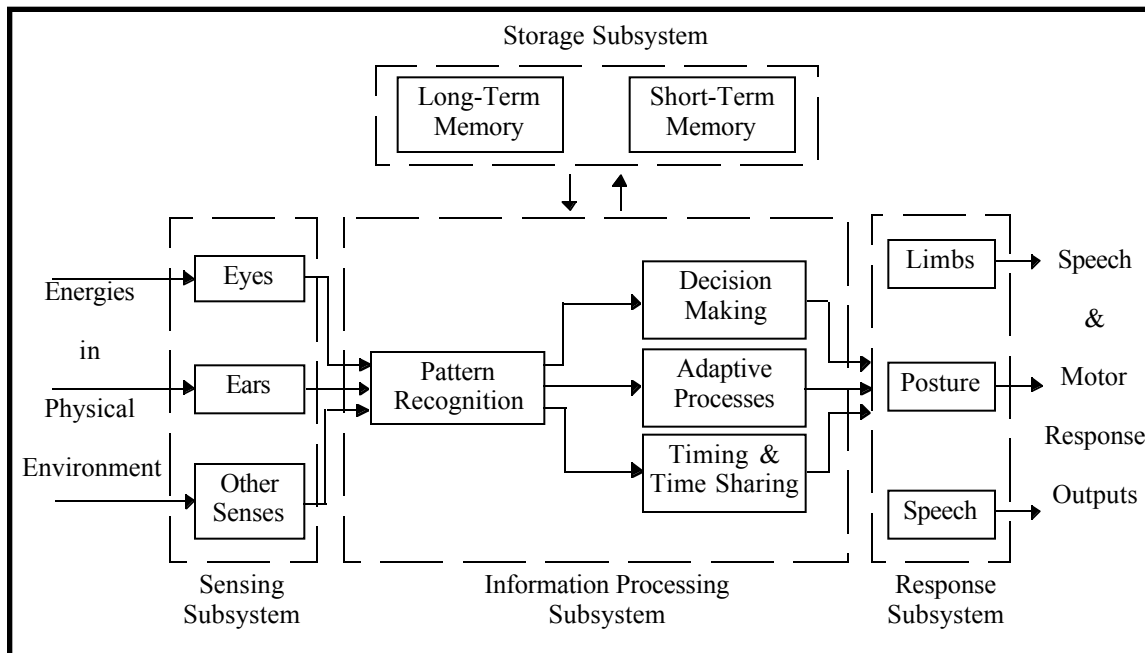 Storage Subsystem
Long-Term
Memory
Short-Term
Memory
Energies
in
Physical
Environment
Eyes
Ears
Other
Senses
Sensing
Subsystem
Pattern
Recognition
Decision
Making
Adaptive
Processes
Timing &
Time Sharing
Information Processing
Subsystem
Limbs
Posture
Speech
Response
Subsystem
Speech
&
Motor
Response
Outputs